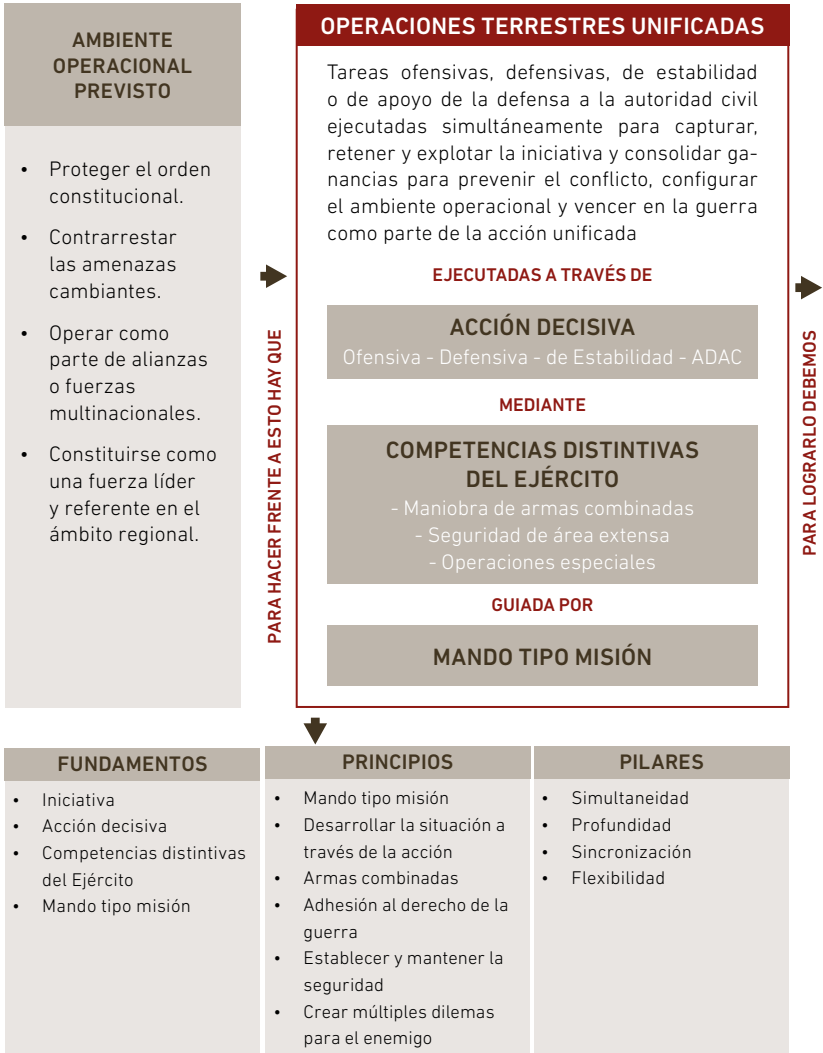 AMBIENTE
OPERACIONAL
PREVISTO
• Proteger el orden
constitucional.
• Contrarrestar
las amenazas
cambiantes.
• Operar como
parte de alianzas
o fuerzas
multinacionales.
• Constituirse como
una fuerza líder
y referente en el
ámbito regional.
PARA HACER FRENTE A ESTO HAY QUE
OPERACIONES TERRESTRES UNIFICADAS
Tareas ofensivas, defensivas, de estabilidad
o de apoyo de la defensa a la autoridad civil
ejecutadas simultáneamente para capturar,
retener y explotar la iniciativa y consolidar ga-
nancias para prevenir el conflicto, configurar
el ambiente operacional y vencer en la guerra
como parte de la acción unificada
EJECUTADAS A TRAVÉS DE
ACCIÓN DECISIVA
Ofensiva - Defensiva - de Estabilidad - ADAC
MEDIANTE
COMPETENCIAS DISTINTIVAS
DEL EJÉRCITO
- Maniobra de armas combinadas
- Seguridad de área extensa
- Operaciones especiales
GUIADA POR
MANDO TIPO MISIÓN
PARA LOGRARLO DEBEMOS
FUNDAMENTOS
• Iniciativa
• Acción decisiva
• Competencias distintivas
del Ejército
• Mando tipo misión
PRINCIPIOS
• Mando tipo misión
• Desarrollar la situación a
través de la acción
• Armas combinadas
• Adhesión al derecho de la
guerra
• Establecer y mantener la
seguridad
• Crear múltiples dilemas
para el enemigo
PILARES
• Simultaneidad
• Profundidad
• Sincronización
• Flexibilidad